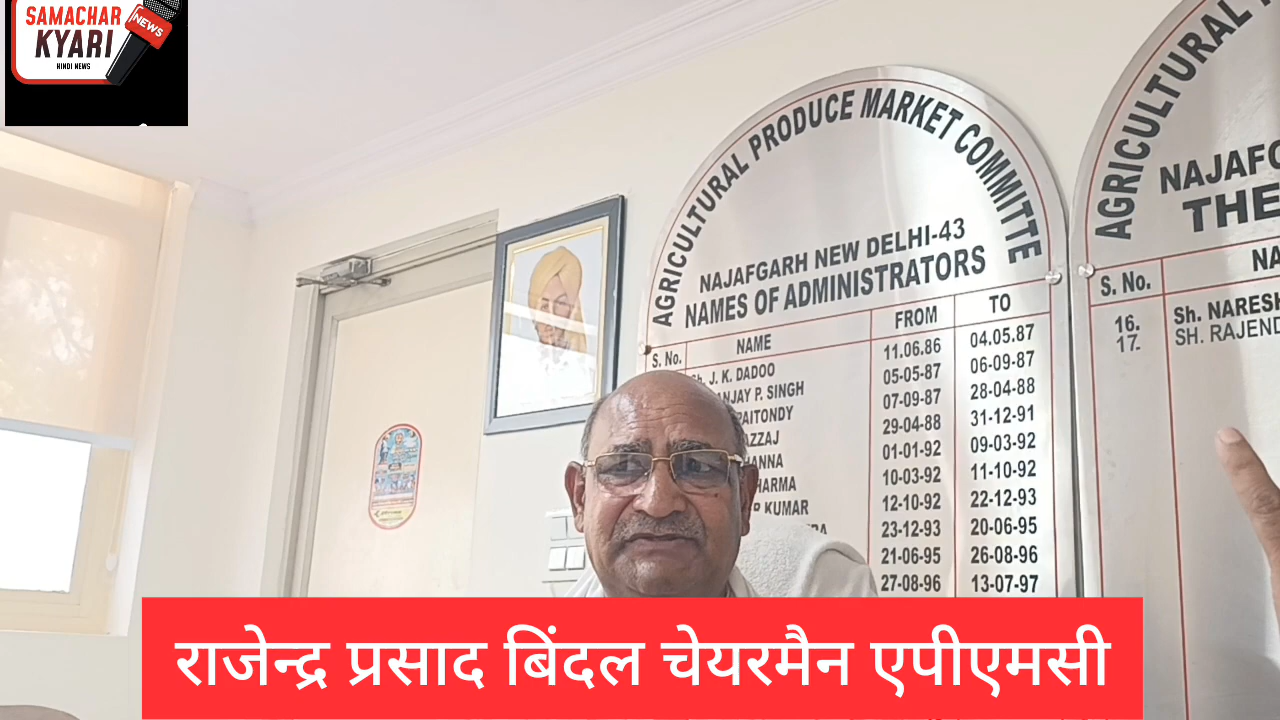 SAMACHAR
KYARI
NEWS
HINDI NEWS
AGRICULTURAL PRODUCE MARKET COMMITTE
NAJAFGARH NEW DELHI-43
NAMES OF ADMINISTRATORS
S. No. NAME FROM TO
Sh. J. K. DADOO 11.06.86 04.05.87
P. SINGH 05-05-87 06-09-87
07-09-87 28-04-88
29-04-88 31-12-91
01-01-92 09-03-92
10-03-92 11-10-92
KUMAR 12-10-92 22-12-93
23-12-93 20-06-95
21-06-95 26-08-96
27-08-96 13-07-97
AGRICULTURAL
THE
S. No.
16. Sh. NARESH
17. SH.
राजेन्द्र प्रसाद बिंदल चेयरमैन एपीएमसी